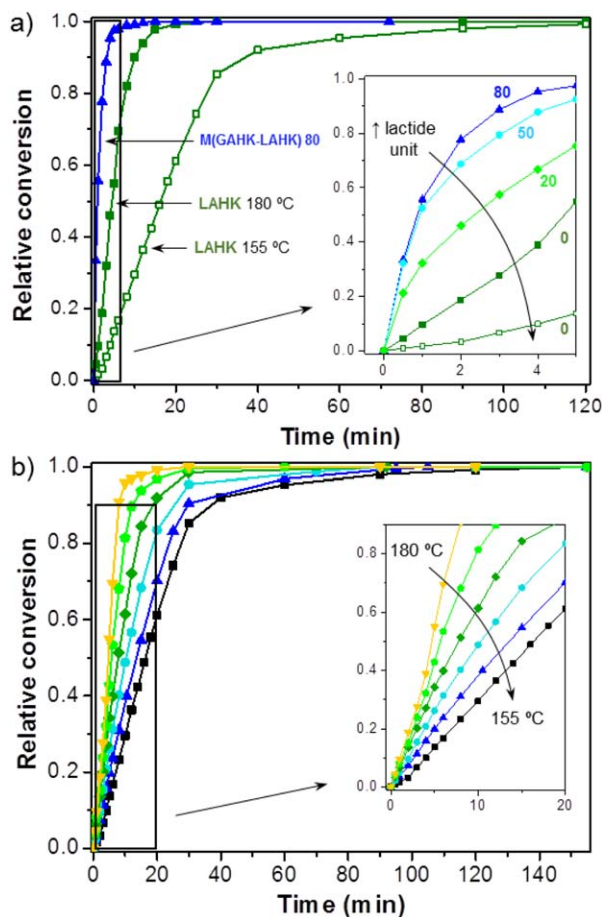 a)
Relative conversion
1.0
0.8
0.6
0.4
0.2
0.0
M(GAHK-LAHK) 80
LAHK 180 ºC
LAHK 155 ºC
1.0
0.8
0.6
0.4
0.2
0.0
80
50
20
0
0
↑ lactide
unit
0 2 4
0 20 40 60 80 100 120
Time (min)
b)
Relative conversion
1.0
0.8
0.6
0.4
0.2
0.0
0.8
0.6
0.4
0.2
0.0
180 ºC
155 ºC
0 10 20
0 20 40 60 80 100 120 140
Time (min)